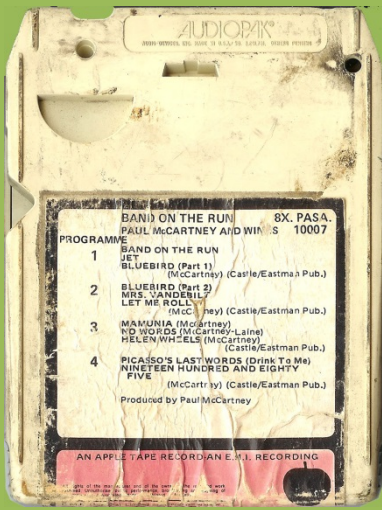 AUDIOPAK
BAND ON THE RUN 8X. PASA.
PAUL McCARTNEY AND WINGS 10007
PROGRAMME
1 BAND ON THE RUN
JET
BLUEBIRD (Part 1)
(McCartney) (Castle/Eastman Pub.)
2 BLUEBIRD (Part 2)
MRS. VANDEBILT
LET ME ROLL
(McCartney) (Castle/Eastman Pub.)
3 MAMUNIA (McCartney)
NO WORDS (McCartney-Laine)
HELEN WHEELS (McCartney)
(Castle/Eastman Pub.)
4 PICASSO'S LAST WORDS (Drink To Me)
NINETEEN HUNDRED AND EIGHTY
FIVE
(McCartney) (Castle/Eastman Pub.)
Produced by Paul McCartney
AN APPLE TAPE RECORD·AN E.M.I. RECORDING